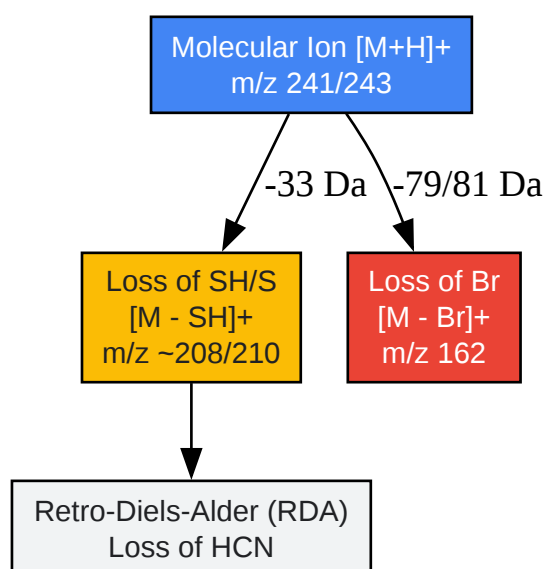 Molecular Ion [M+H]+
m/z 241/243
-33 Da
-79/81 Da
Loss of SH/S
[M - SH]+
m/z ~208/210
Loss of Br
[M - Br]+
m/z 162
Retro-Diels-Alder (RDA)
Loss of HCN